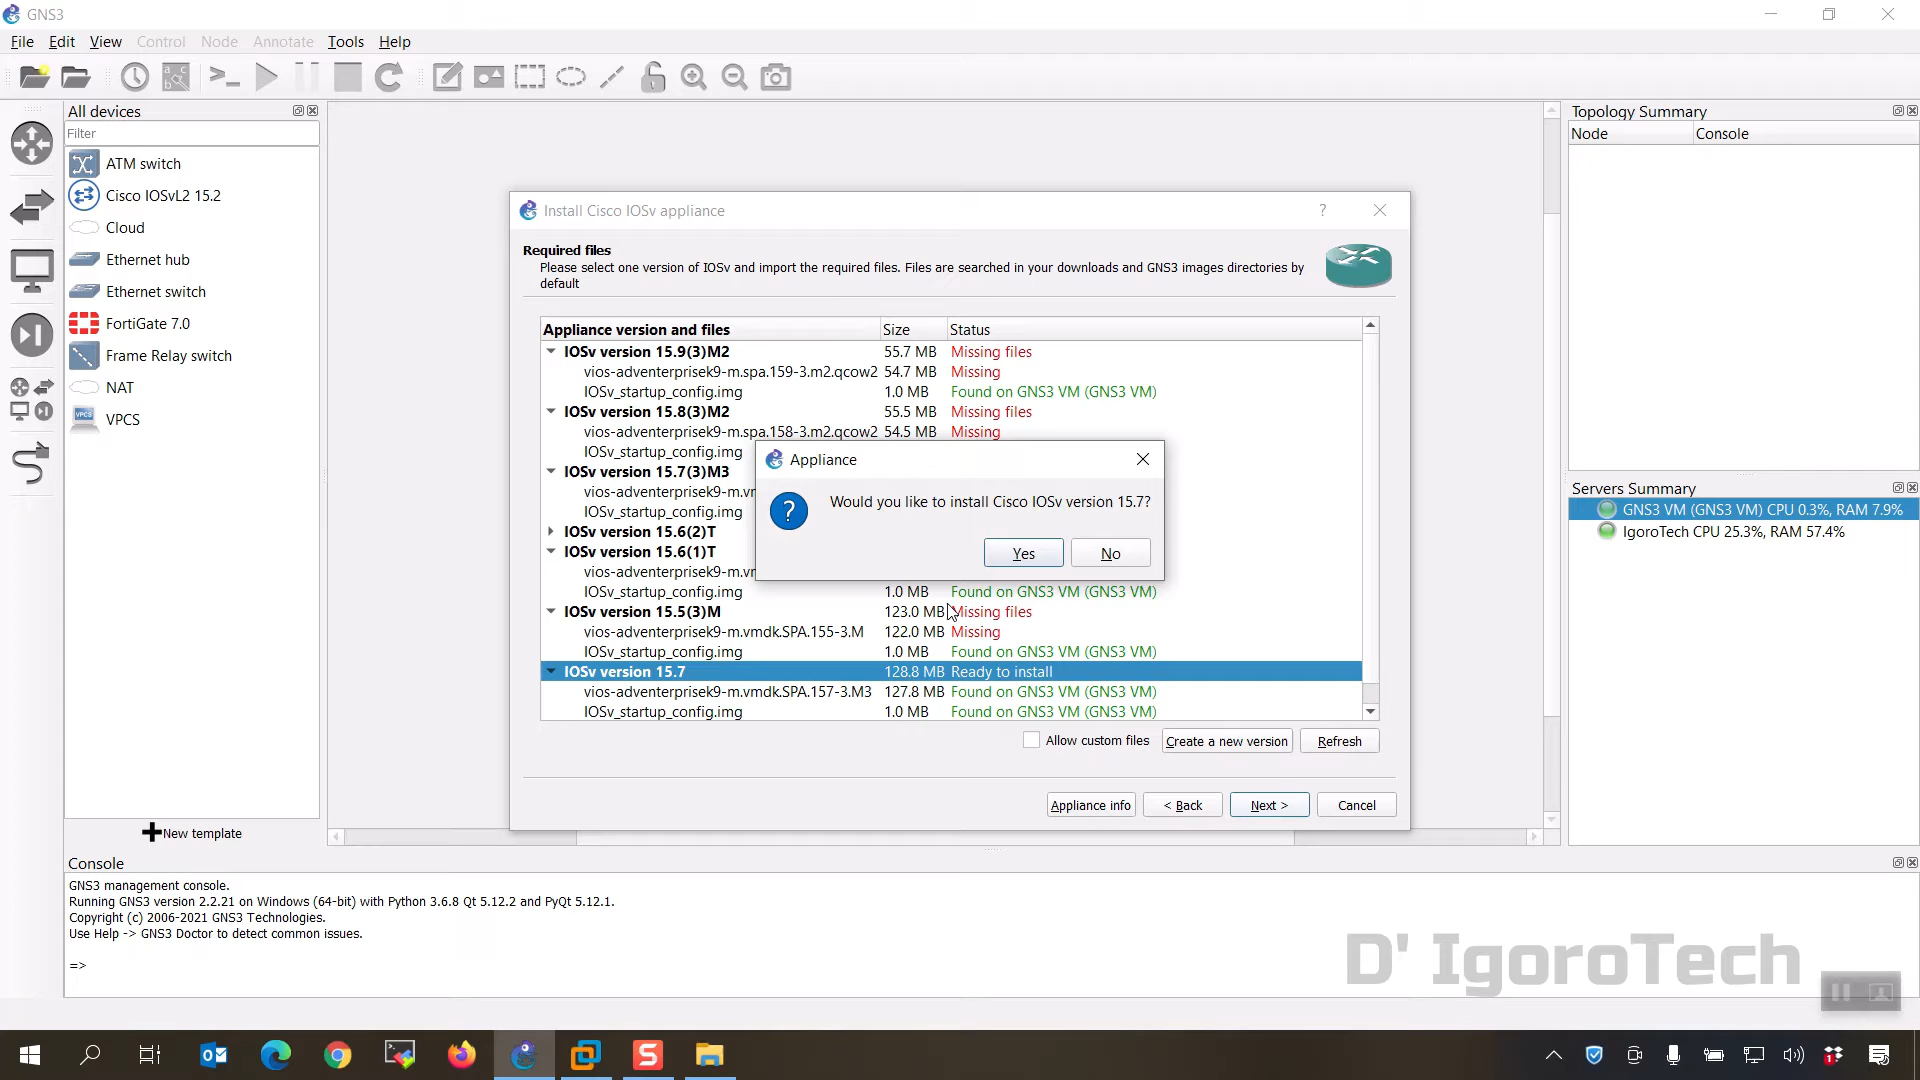 GNS3
File Edit View Control Node Annotate Tools Help
All devices
Filter
ATM switch
Cisco IOSvL2 15.2
Cloud
Ethernet hub
Ethernet switch
FortiGate 7.0
Frame Relay switch
NAT
VPCS
New template
Install Cisco IOSv appliance
Required files
Please select one version of IOSv and import the required files. Files are searched in your downloads and GNS3 images directories by
default
Appliance version and files Size Status
IOSv version 15.9(3)M2 55.7 MB Missing files
vios-adventerprisek9-m.spa.159-3.m2.qcow2 54.7 MB Missing
IOSv_startup_config.img 1.0 MB Found on GNS3 VM (GNS3 VM)
IOSv version 15.8(3)M2 55.5 MB Missing files
vios-adventerprisek9-m.spa.158-3.m2.qcow2 54.5 MB Missing
IOSv_startup_config.img
IOSv version 15.7(3)M3
vios-adventerprisek9-m
IOSv_startup_config.img
IOSv version 15.6(2)T
IOSv version 15.6(1)T
vios-adventerprisek9-m
IOSv_startup_config.img 1.0 MB Found on GNS3 VM (GNS3 VM)
IOSv version 15.5(3)M 123.0 MB Missing files
vios-adventerprisek9-m.vmdk.SPA.155-3.M 122.0 MB Missing
IOSv_startup_config.img 1.0 MB Found on GNS3 VM (GNS3 VM)
IOSv version 15.7 128.8 MB Ready to install
vios-adventerprisek9-m.vmdk.SPA.157-3.M3 127.8 MB Found on GNS3 VM (GNS3 VM)
IOSv_startup_config.img 1.0 MB Found on GNS3 VM (GNS3 VM)
Allow custom files Create a new version Refresh
Appliance info < Back Next > Cancel
Appliance
Would you like to install Cisco IOSv version 15.7?
Yes No
Topology Summary
Node Console
Servers Summary
GNS3 VM (GNS3 VM) CPU 0.3%, RAM 7.9%
IgoroTech CPU 25.3%, RAM 57.4%
Console
GNS3 management console.
Running GNS3 version 2.2.21 on Windows (64-bit) with Python 3.6.8 Qt 5.12.2 and PyQt 5.12.1.
Copyright (c) 2006-2021 GNS3 Technologies.
Use Help -> GNS3 Doctor to detect common issues.
=>
D' IgoroTech